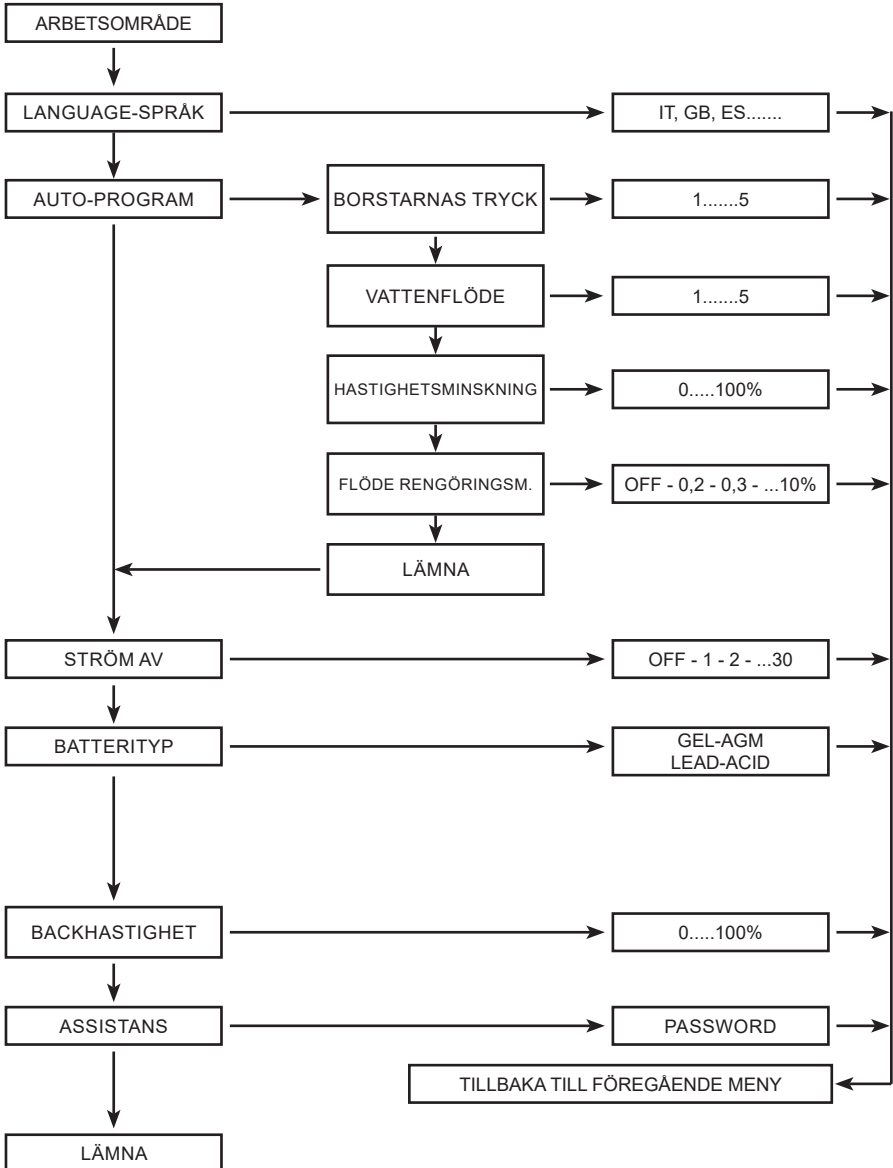 ARBETSOMRÅDE
LANGUAGE-SPRÅK
IT, GB, ES.......
AUTO-PROGRAM
BORSTARNAS TRYCK
1.......5
VATTENFLÖDE
1.......5
HASTIGHETSMINSKNING
0.....100%
FLÖDE RENGÖRINGSM.
OFF - 0,2 - 0,3 - ...10%
LÄMNA
STRÖM AV
OFF - 1 - 2 - ...30
BATTERITYP
GEL-AGM
LEAD-ACID
BACKHASTIGHET
0.....100%
ASSISTANS
PASSWORD
TILLBAKA TILL FÖREGÅENDE MENY
LÄMNA